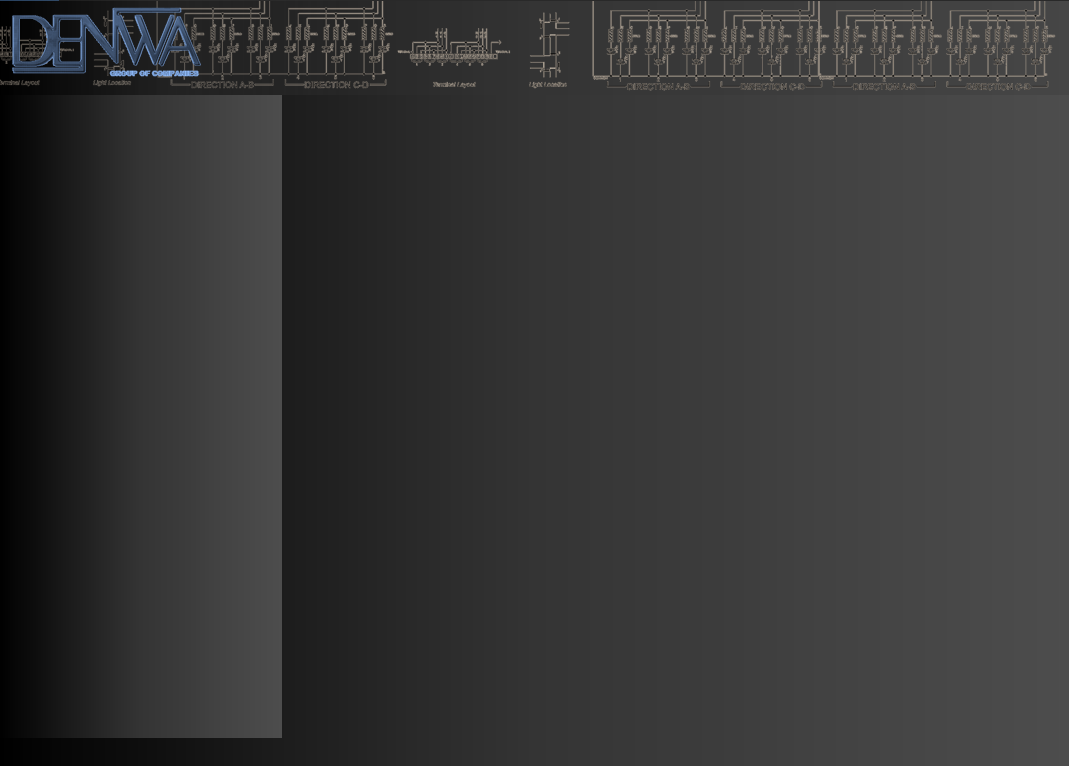 DENWA
GROUP OF COMPANIES
Terminal Layout
Light Location
DIRECTION A-B
DIRECTION C-D
Terminal Layout
Light Location
DIRECTION A-B
DIRECTION C-D
DIRECTION A-B
DIRECTION C-D